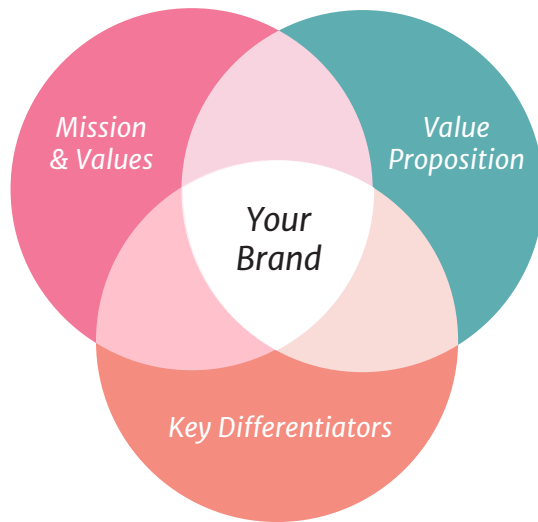 Mission
& Values
Value
Proposition
Your
Brand
Key Differentiators